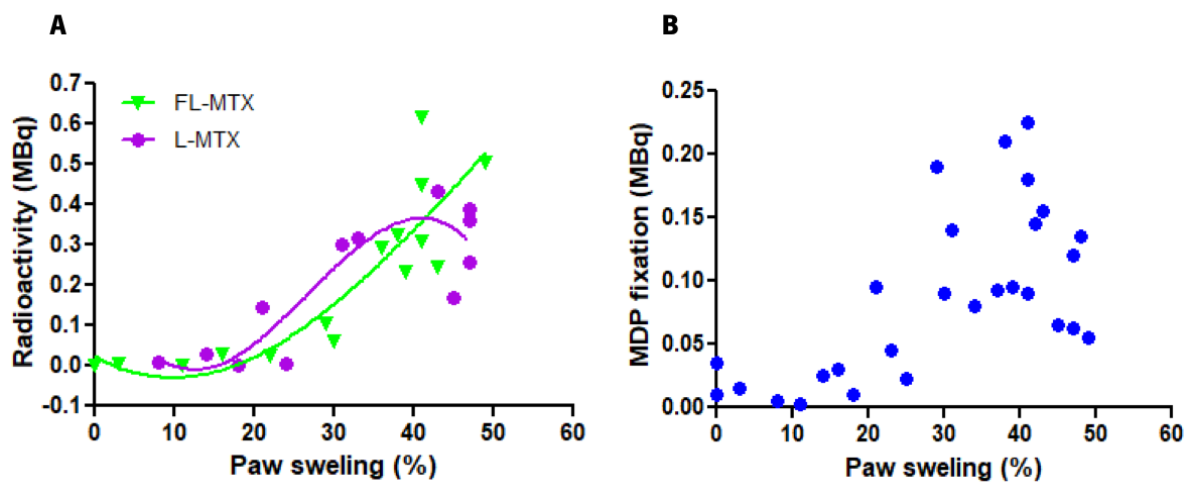 A
B
Radioactivity (MBq)
0.7
0.6
0.5
0.4
0.3
0.2
0.1
0.0
-0.1
FL-MTX
L-MTX
0 10 20 30 40 50 60
Paw sweling (%)
MDP fixation (MBq)
0.25
0.20
0.15
0.10
0.05
0.00
0 10 20 30 40 50 60
Paw sweling (%)